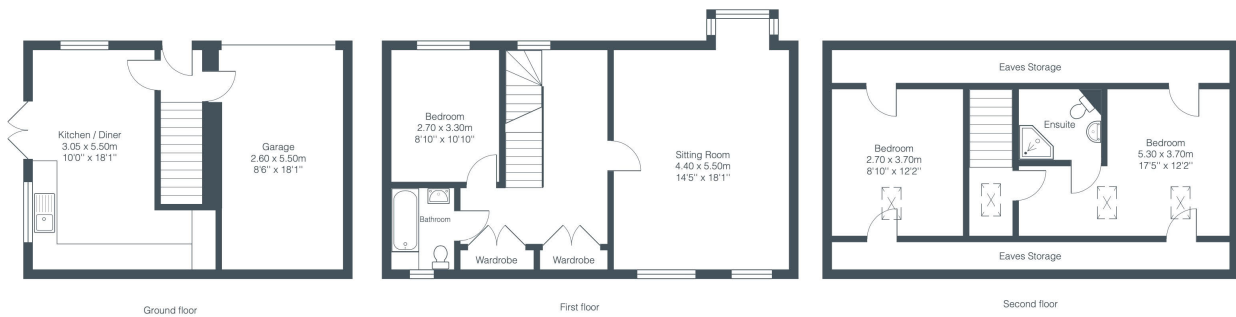 Kitchen / Diner
3.05 x 5.50m
10'0'' x 18'1''
Garage
2.60 x 5.50m
8'6'' x 18'1''
Ground floor
Bedroom
2.70 x 3.30m
8'10'' x 10'10''
Sitting Room
4.40 x 5.50m
14'5'' x 18'1''
Bathroom
Wardrobe
Wardrobe
First floor
Eaves Storage
Ensuite
Bedroom
2.70 x 3.70m
8'10'' x 12'2''
Bedroom
5.30 x 3.70m
17'5'' x 12'2''
Eaves Storage
Second floor